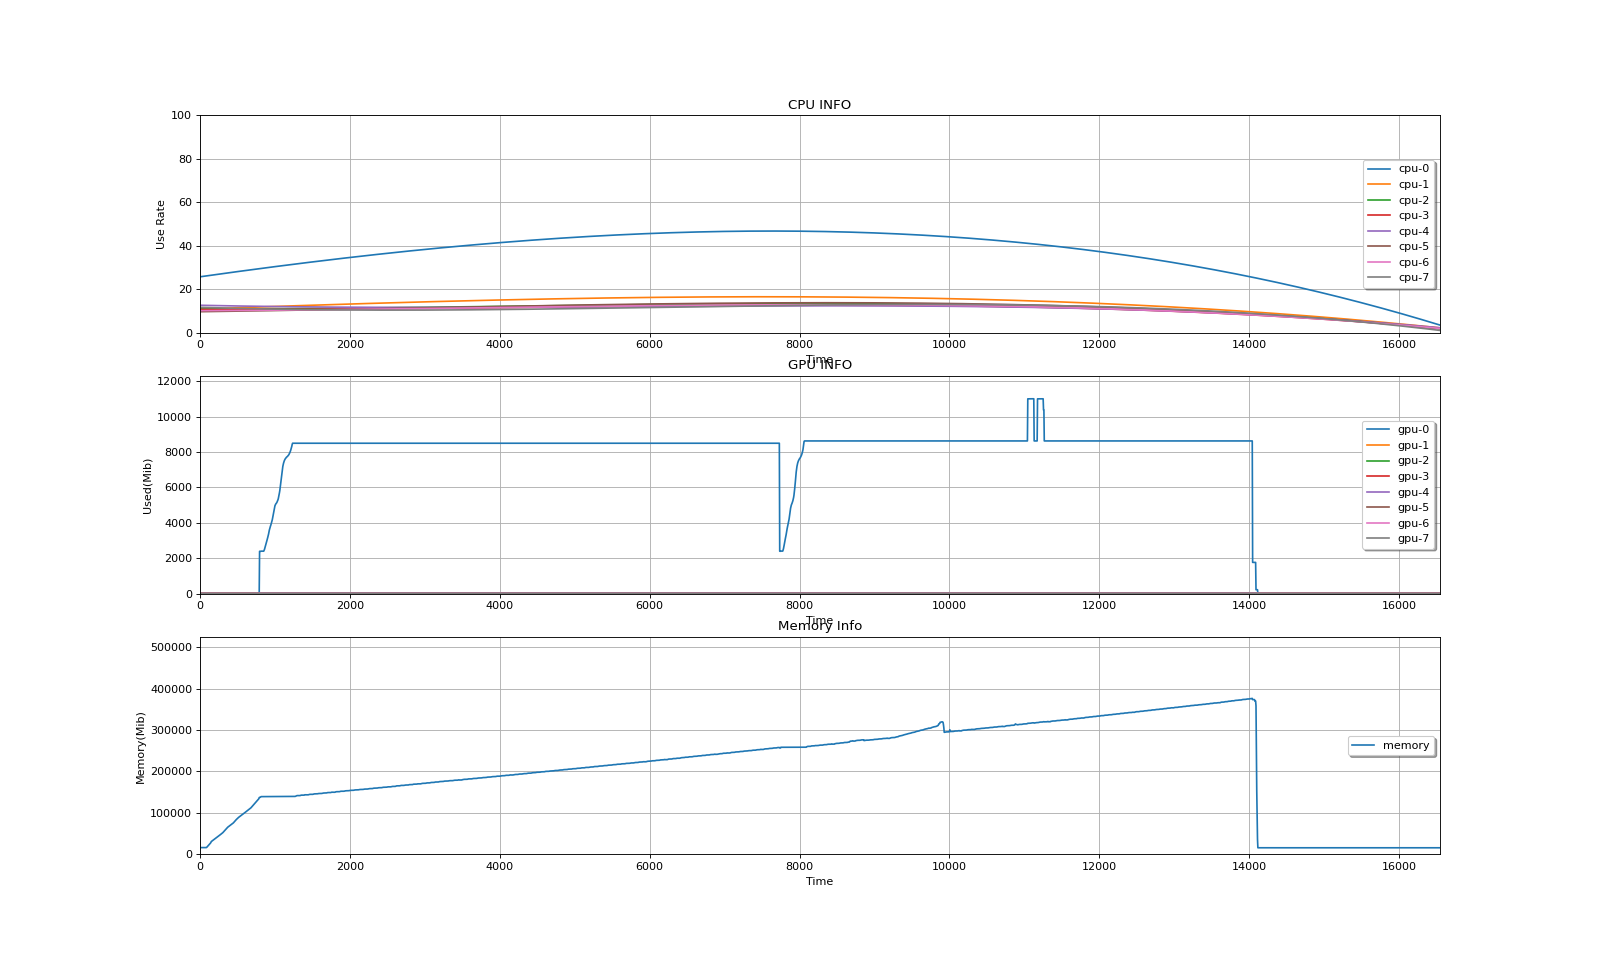 CPU INFO
Use Rate
100
80
60
40
20
0
0 2000 4000 6000 8000 10000 12000 14000 16000
Time
cpu-0
cpu-1
cpu-2
cpu-3
cpu-4
cpu-5
cpu-6
cpu-7
GPU INFO
Used(Mib)
12000
10000
8000
6000
4000
2000
0
0 2000 4000 6000 8000 10000 12000 14000 16000
Time
gpu-0
gpu-1
gpu-2
gpu-3
gpu-4
gpu-5
gpu-6
gpu-7
Memory Info
Memory(Mib)
500000
400000
300000
200000
100000
0
0 2000 4000 6000 8000 10000 12000 14000 16000
Time
memory